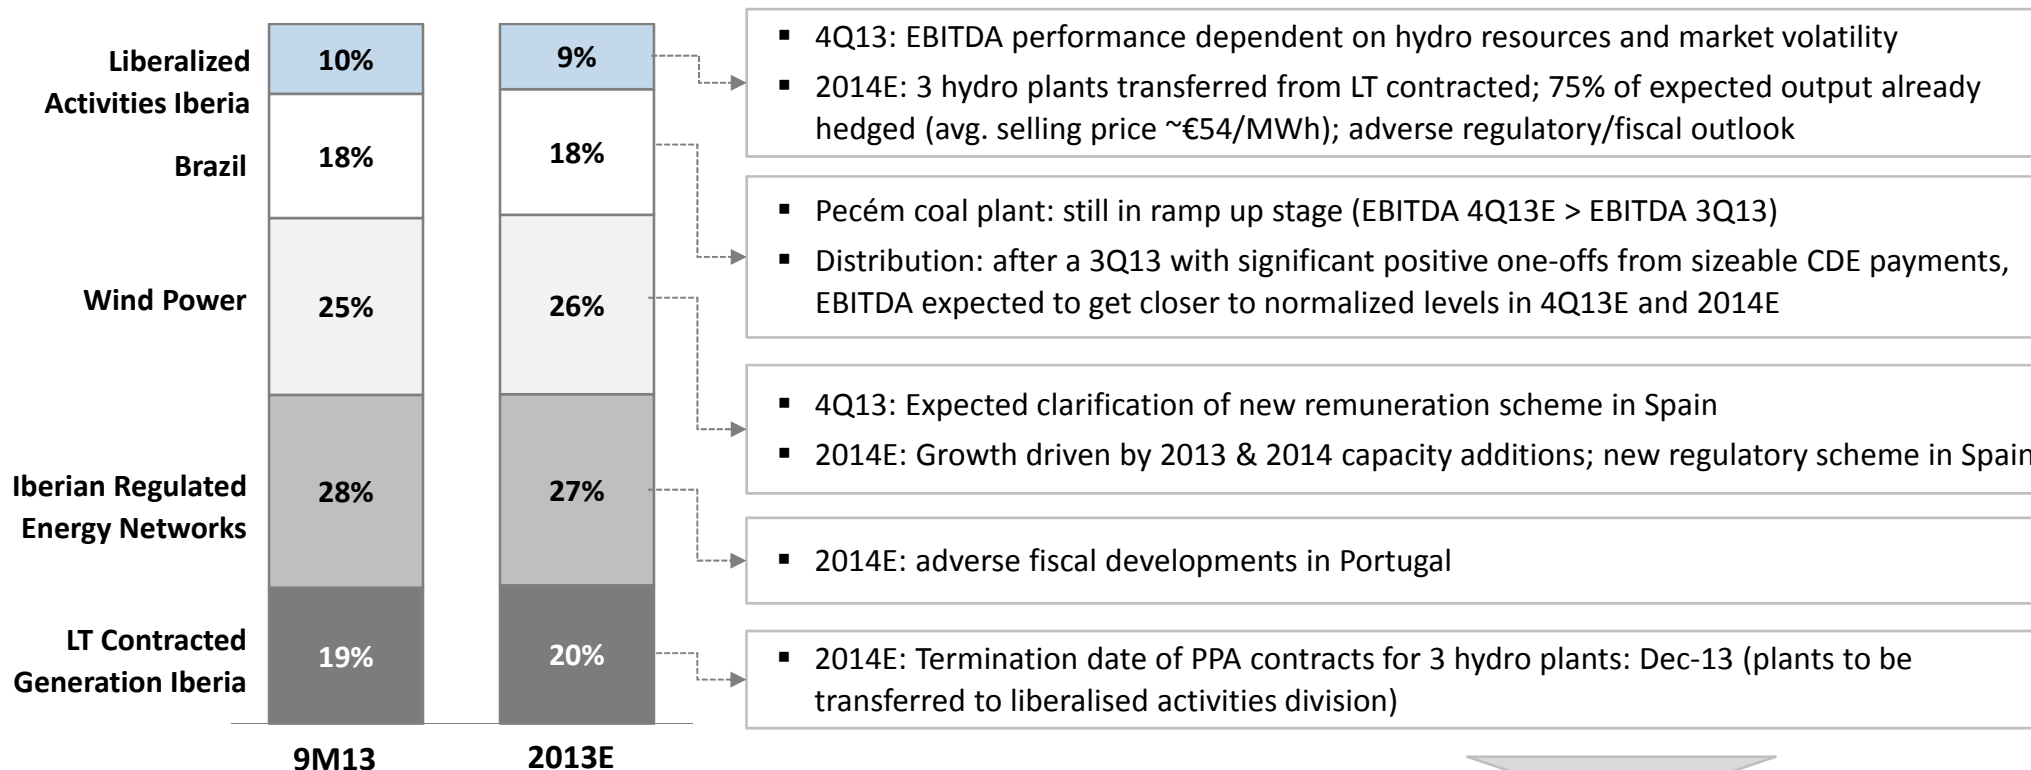 Liberalized
Activities Iberia
10%
9%
Brazil
18%
18%
Wind Power
25%
26%
Iberian Regulated
Energy Networks
28%
27%
LT Contracted
Generation Iberia
19%
20%
9M13
2013E
▪ 4Q13: EBITDA performance dependent on hydro resources and market volatility
▪ 2014E: 3 hydro plants transferred from LT contracted; 75% of expected output already
hedged (avg. selling price ~€54/MWh); adverse regulatory/fiscal outlook
▪ Pecém coal plant: still in ramp up stage (EBITDA 4Q13E > EBITDA 3Q13)
▪ Distribution: after a 3Q13 with significant positive one-offs from sizeable CDE payments,
EBITDA expected to get closer to normalized levels in 4Q13E and 2014E
▪ 4Q13: Expected clarification of new remuneration scheme in Spain
▪ 2014E: Growth driven by 2013 & 2014 capacity additions; new regulatory scheme in Spain
▪ 2014E: adverse fiscal developments in Portugal
▪ 2014E: Termination date of PPA contracts for 3 hydro plants: Dec-13 (plants to be
transferred to liberalised activities division)